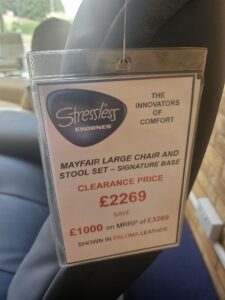 Stressless
EKORNES
THE
INNOVATORS
OF
COMFORT
MAYFAIR LARGE CHAIR AND
STOOL SET – SIGNATURE BASE
CLEARANCE PRICE
£2269
SAVE
£1000 on MRRP of £3269
SHOWN IN PALOMA LEATHER